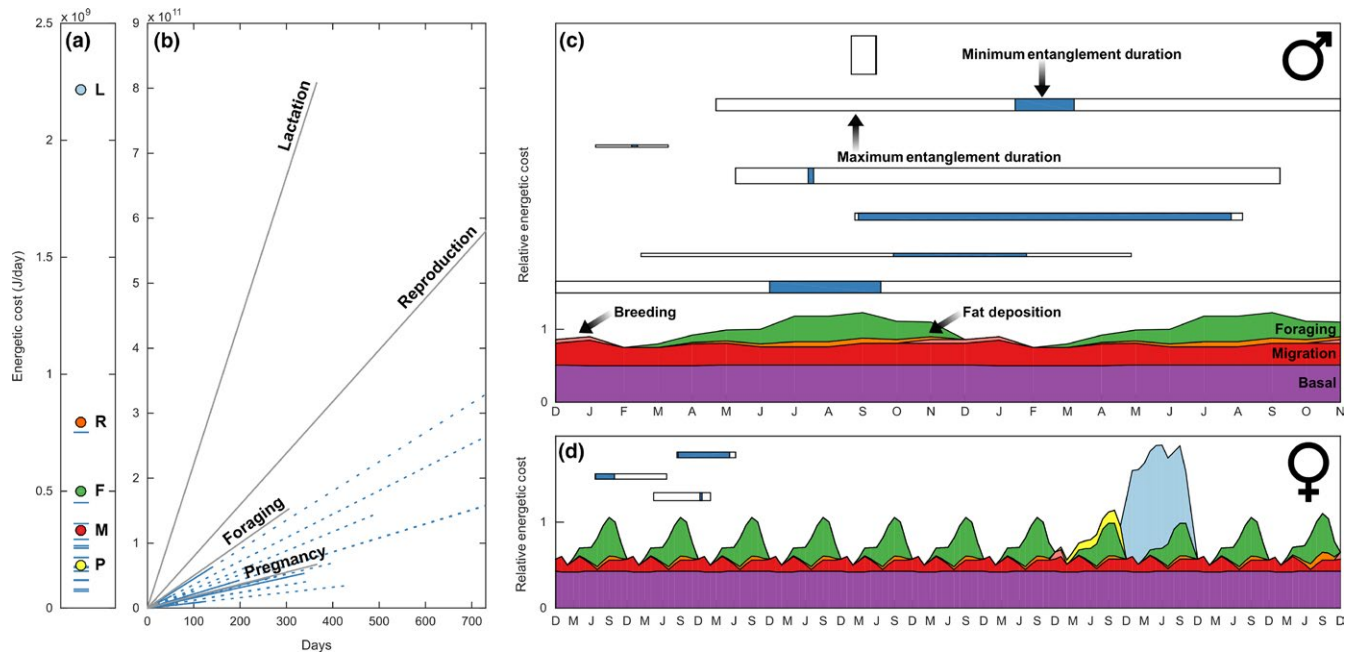 (a)
× 10⁹
2.5
2
1.5
1
0.5
0
Energetic cost (J/day)
L
R
F
M
P
(b)
× 10¹¹
9
8
7
6
5
4
3
2
1
0
Lactation
Reproduction
Foraging
Pregnancy
0 100 200 300 400 500 600 700
Days
(c)
Minimum entanglement duration
Maximum entanglement duration
Relative energetic cost
Breeding
Fat deposition
1
0
Foraging
Migration
Basal
D J F M A M J J A S O N D J F M A M J J A S O N
(d)
Relative energetic cost
1
0
D M J S D M J S D M J S D M J S D M J S D M J S D M J S D M J S D M J S D M J S D M J S D